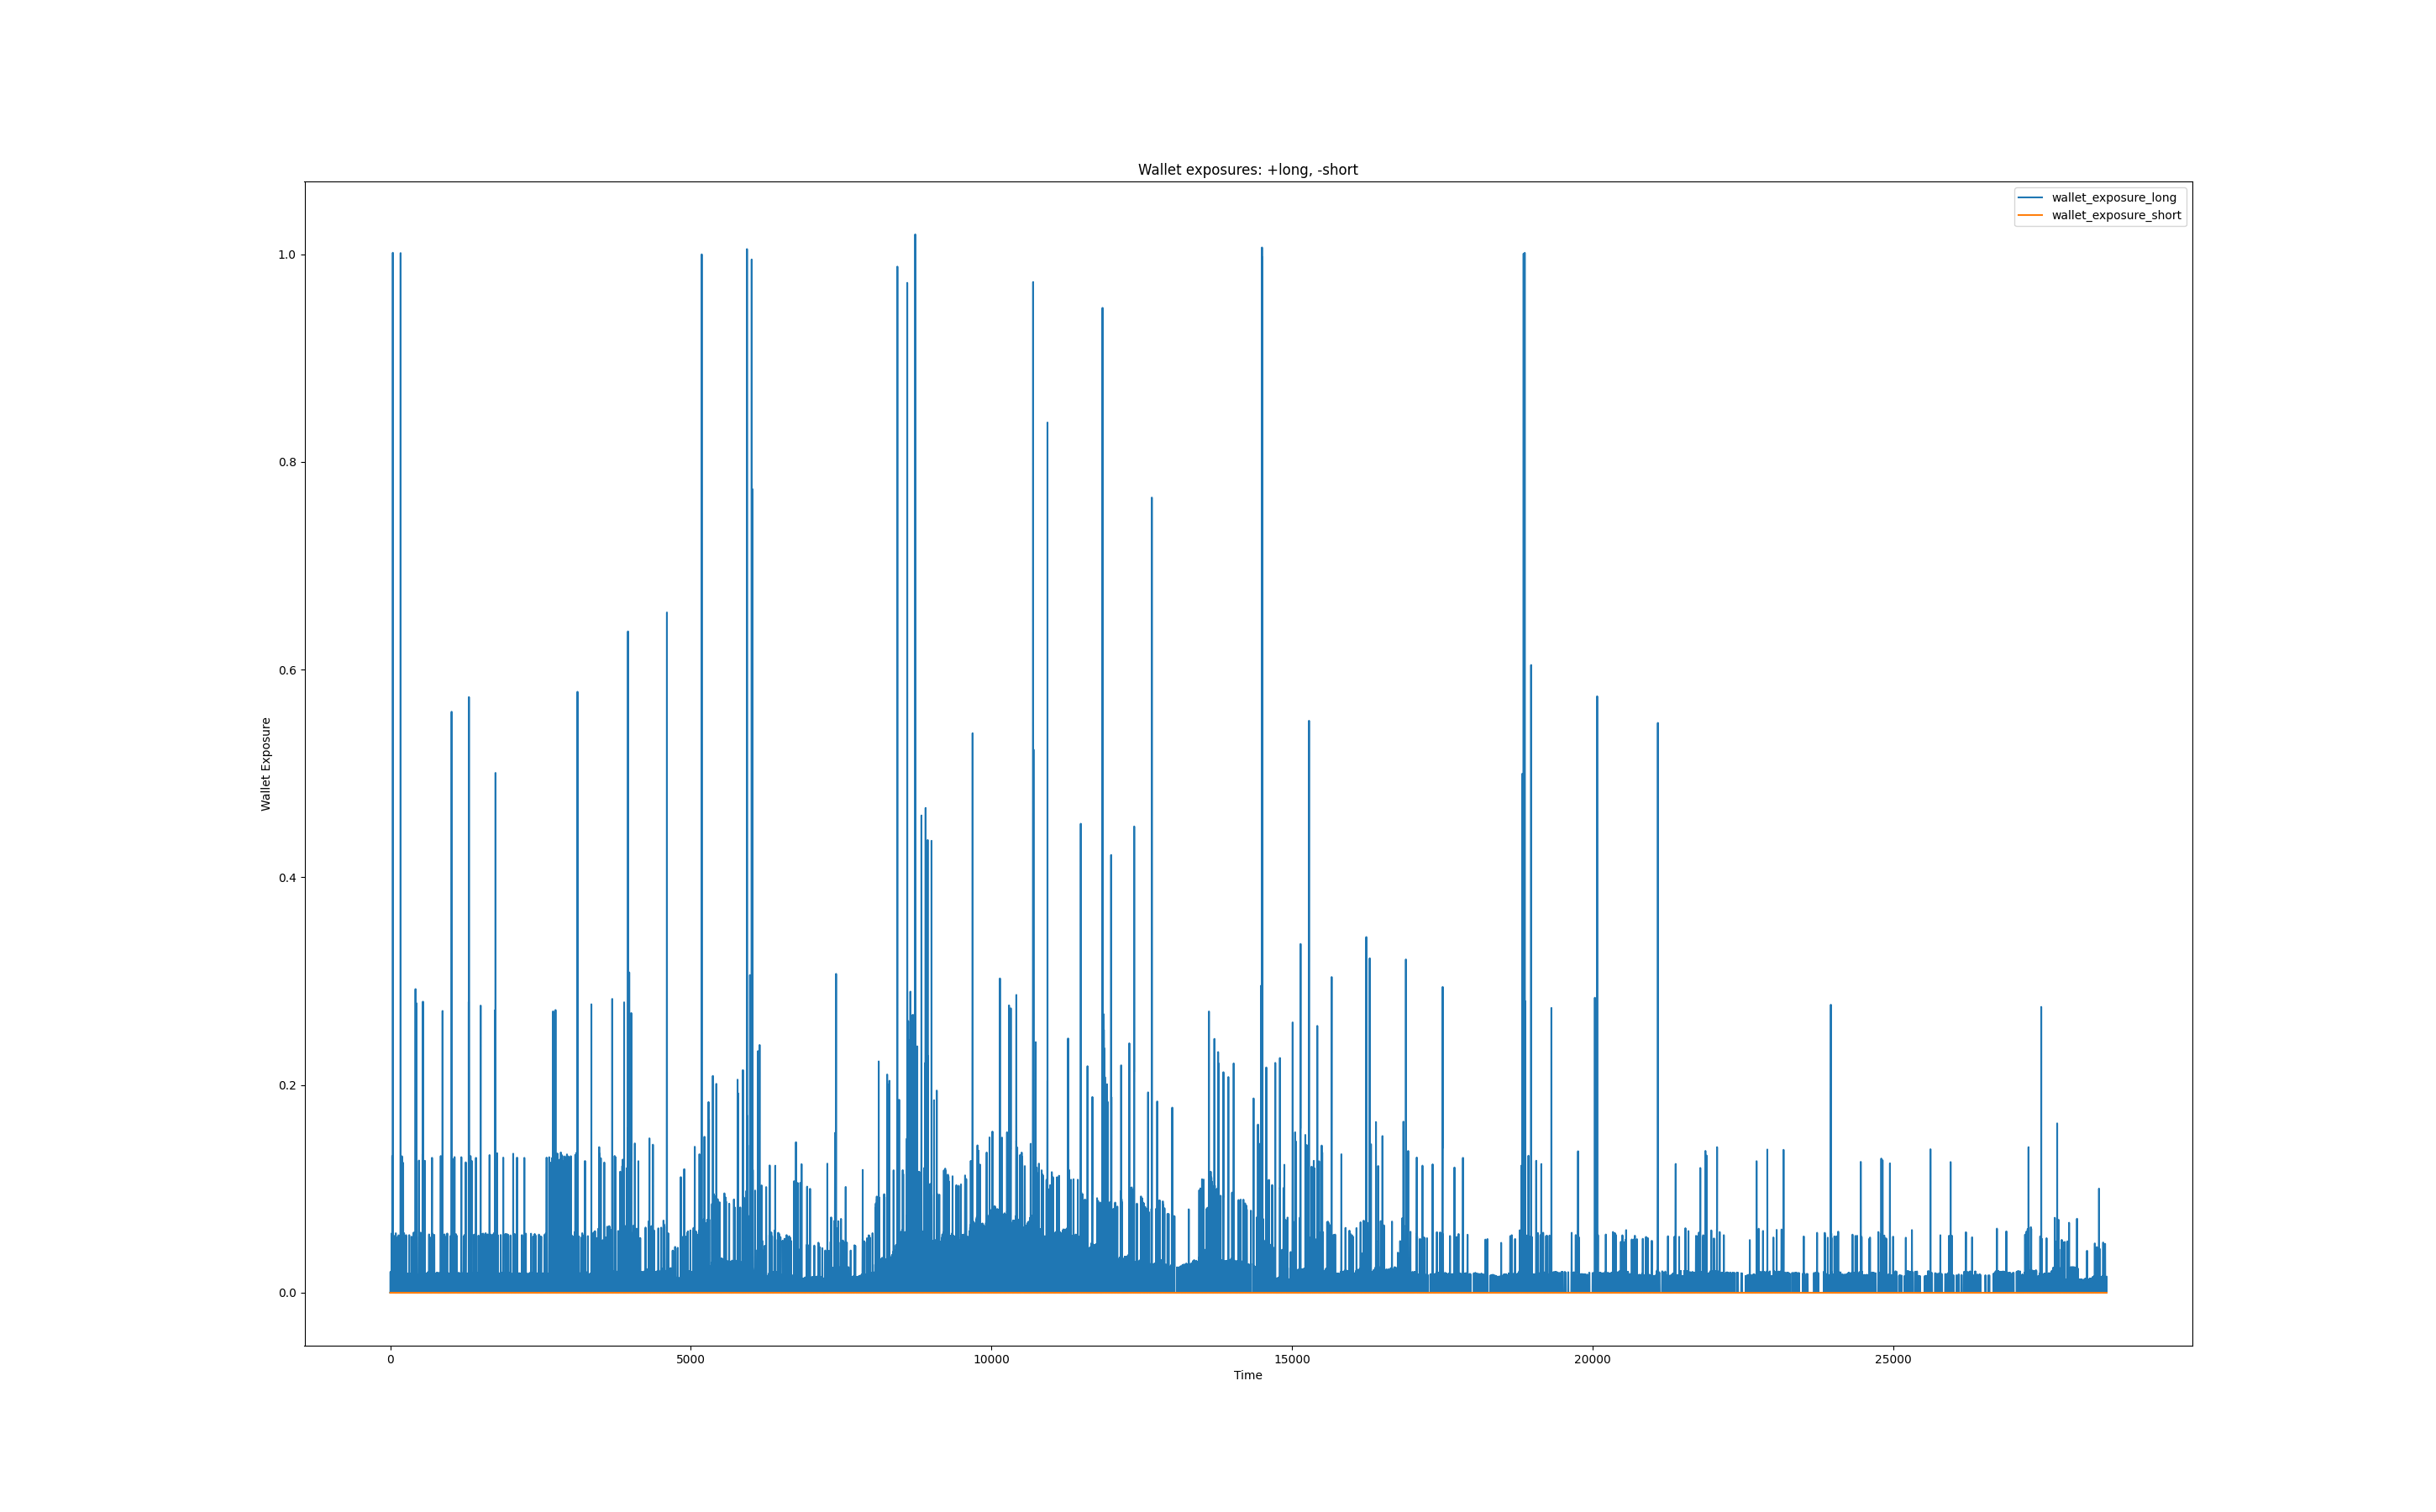 Wallet exposures: +long, -short
wallet_exposure_long
wallet_exposure_short
1.0
0.8
0.6
0.4
0.2
0.0
Wallet Exposure
0 5000 10000 15000 20000 25000
Time